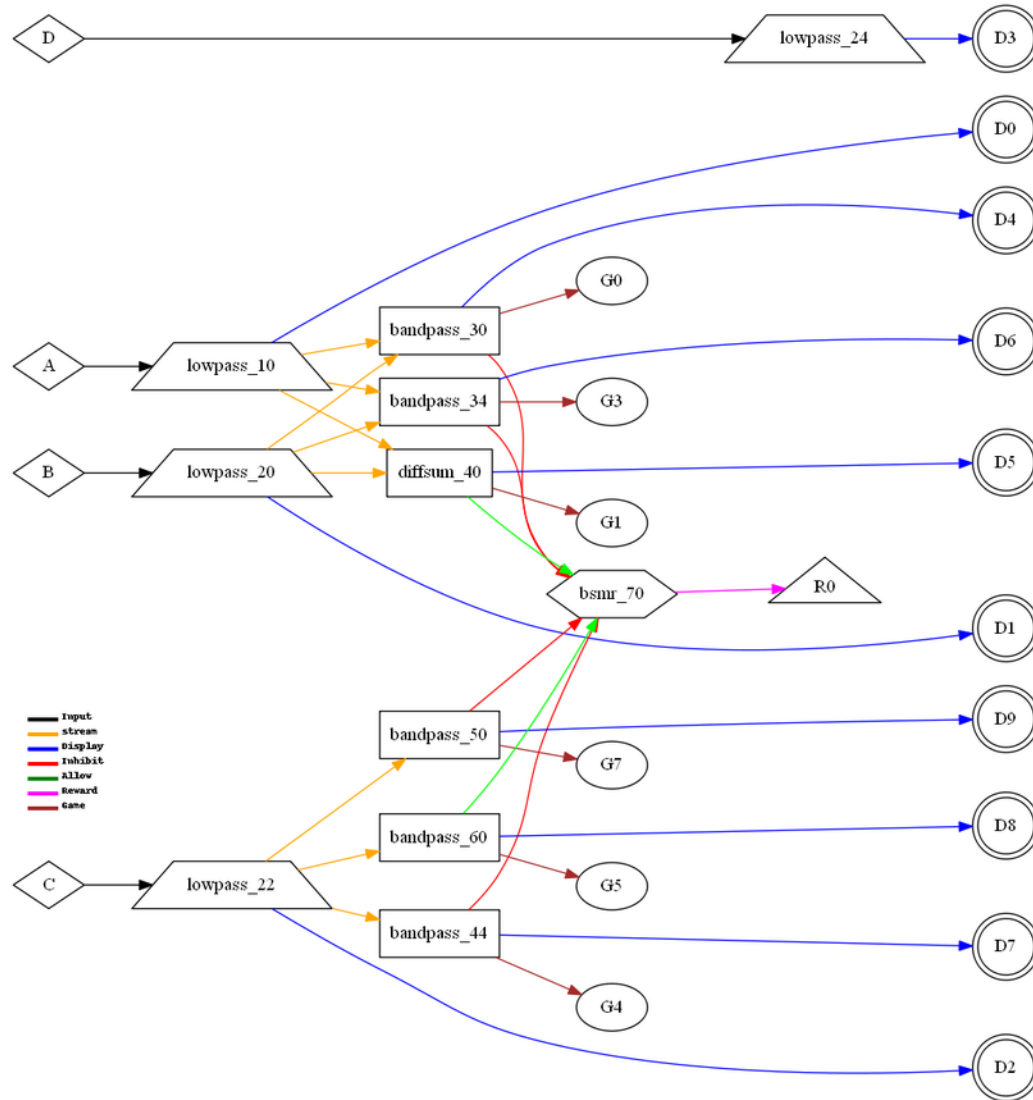 D
lowpass_24
D3
D0
D4
G0
bandpass_30
D6
A
lowpass_10
bandpass_34
G3
B
lowpass_20
diffsum_40
D5
G1
bsmr_70
R0
D1
Input
stream
Display
Inhibit
Allow
Reward
Game
bandpass_50
D9
G7
bandpass_60
D8
C
lowpass_22
G5
bandpass_44
D7
G4
D2